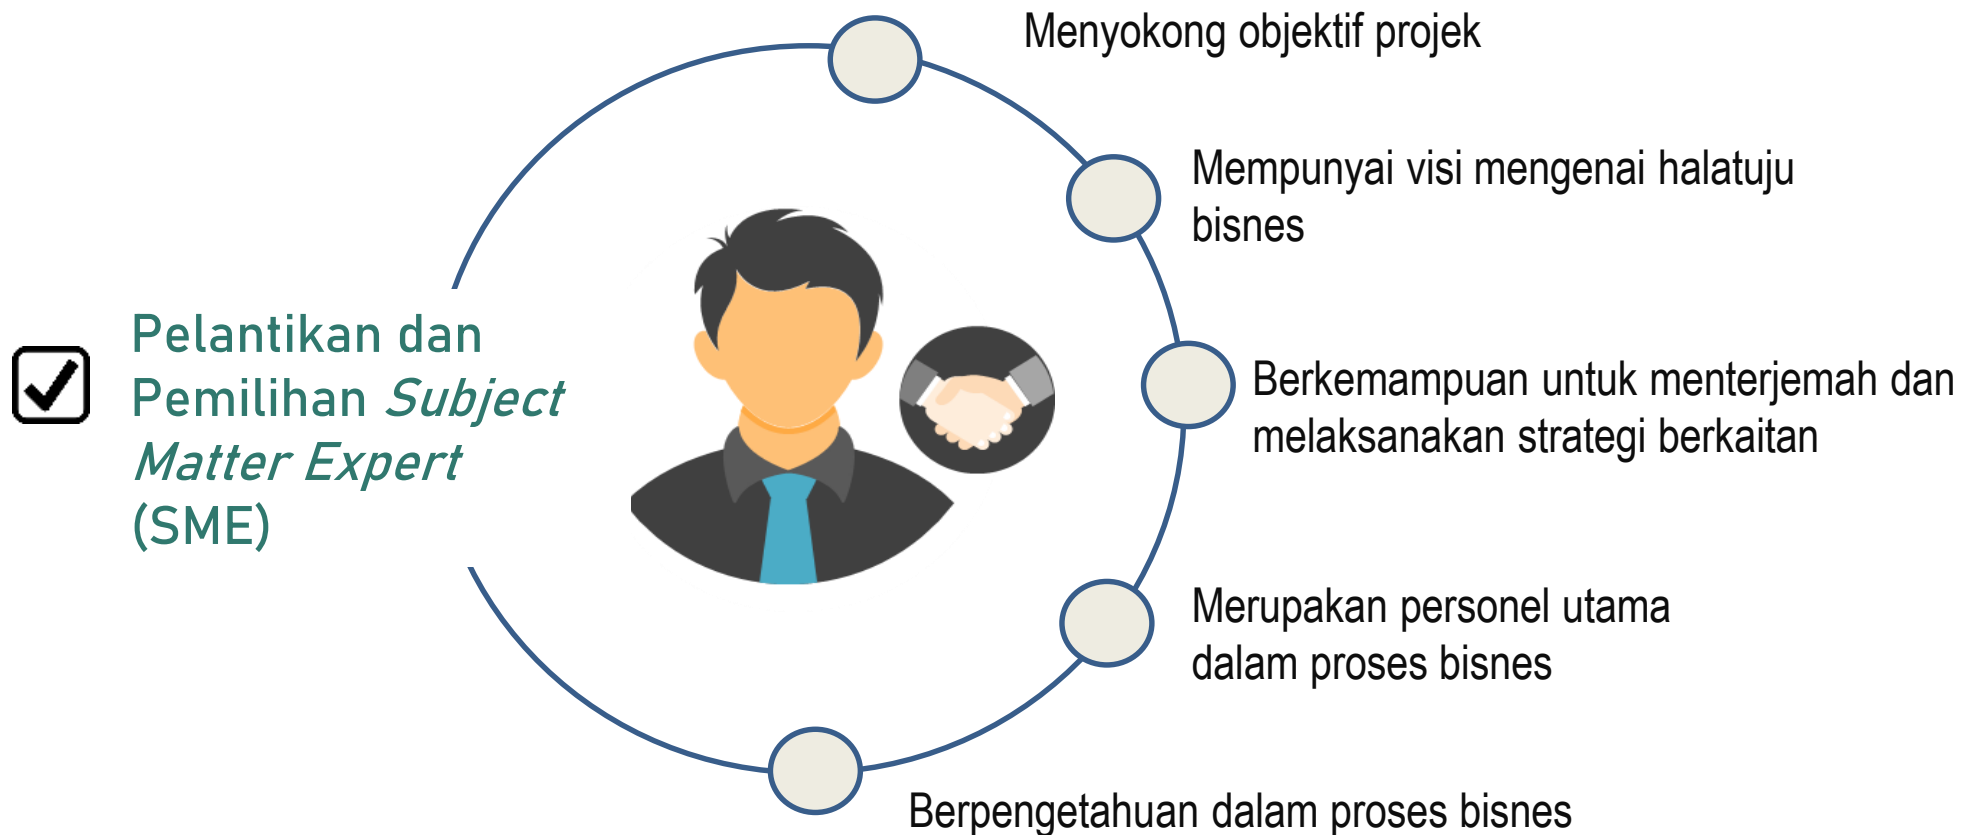 Pelantikan dan
Pemilihan Subject
Matter Expert
(SME)
Menyokong objektif projek
Mempunyai visi mengenai halatuju
bisnes
Berkemampuan untuk menterjemah dan
melaksanakan strategi berkaitan
Merupakan personel utama
dalam proses bisnes
Berpengetahuan dalam proses bisnes